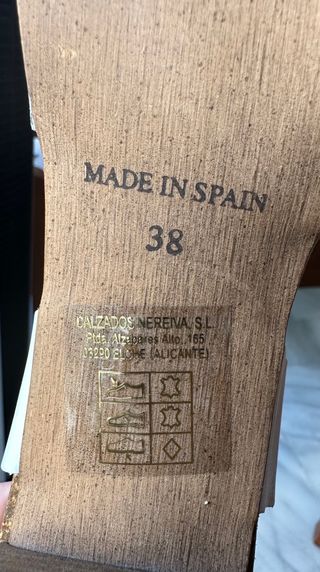 MADE IN SPAIN
38
CALZADOS NEREIVA, S.L.
Ptda. Alzabares Alto, 165
03290 ELCHE (ALICANTE)